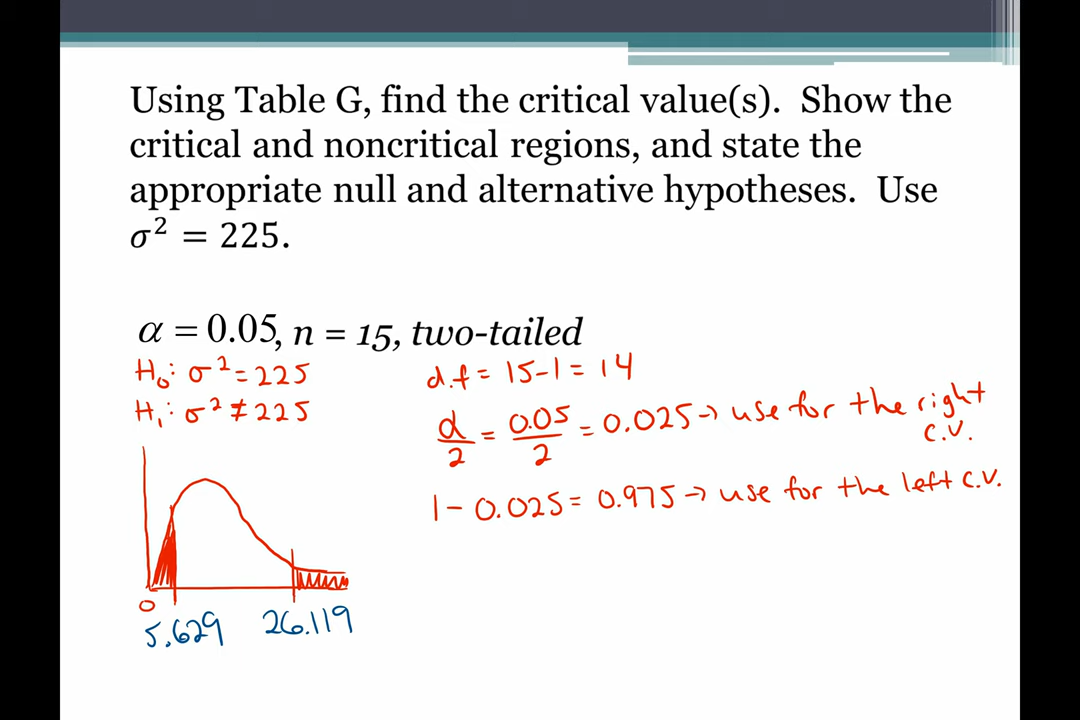 Using Table G, find the critical value(s). Show the
critical and noncritical regions, and state the
appropriate null and alternative hypotheses. Use
σ² = 225.
α = 0.05, n = 15, two-tailed
H₀: σ² = 225
H₁: σ² ≠ 225
d.f = 15-1 = 14
α/2 = 0.05/2 = 0.025 → use for the right
c.v.
1 - 0.025 = 0.975 → use for the left c.v.
0
5.629 26.119